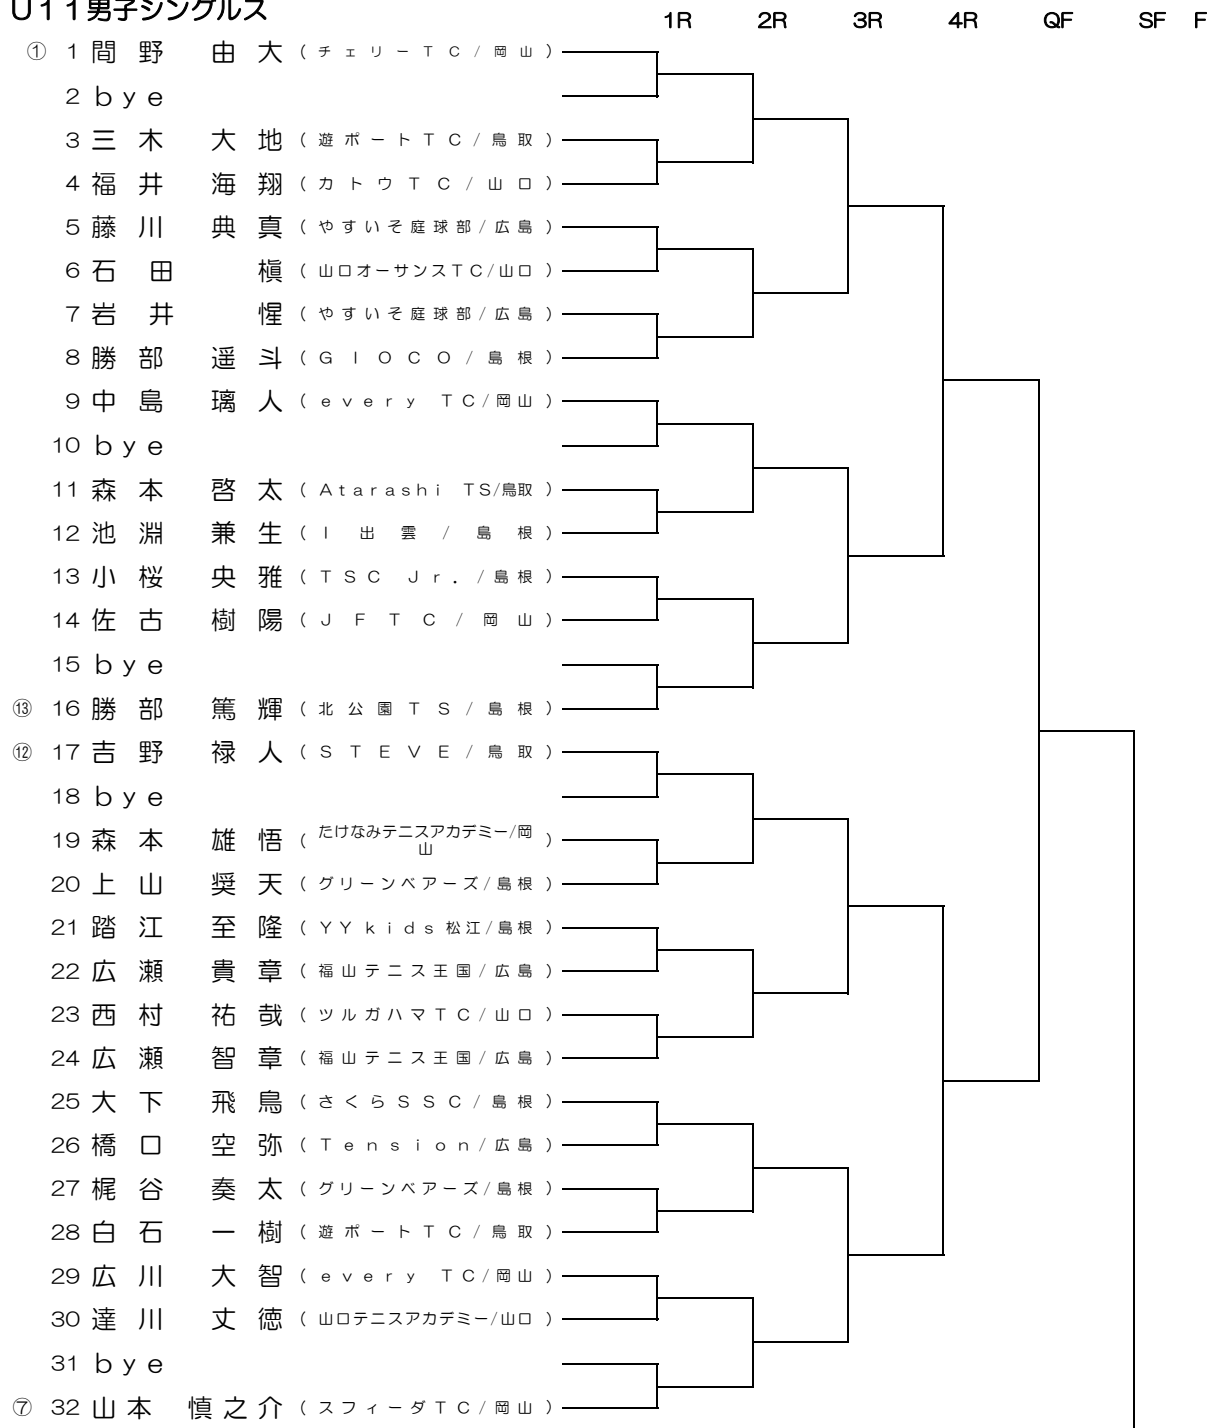 U11男子シングルス 1R 2R 3R 4R QF SF F
① 1 間野 由大 (チェリーTC/岡山)
2 bye
3 三木 大地 (遊ポートTC/鳥取)
4 福井 海翔 (カトウTC/山口)
5 藤川 典真 (やすいそ庭球部/広島)
6 石田 槇 (山口オーサンスTC/山口)
7 岩井 惺 (やすいそ庭球部/広島)
8 勝部 遥斗 (GIOCO/島根)
9 中島 璃人 (every TC/岡山)
10 bye
11 森本 啓太 (Atarashi TS/鳥取)
12 池淵 兼生 (I出雲/島根)
13 小桜 央雅 (TSC Jr./島根)
14 佐古 樹陽 (JFTC/岡山)
15 bye
⑬ 16 勝部 篤輝 (北公園TS/島根)
⑫ 17 吉野 禄人 (STEVE/鳥取)
18 bye
19 森本 雄悟 (たけなみテニスアカデミー/岡
山)
20 上山 奨天 (グリーンベアーズ/島根)
21 踏江 至隆 (YYkids松江/島根)
22 広瀬 貴章 (福山テニス王国/広島)
23 西村 祐哉 (ツルガハマTC/山口)
24 広瀬 智章 (福山テニス王国/広島)
25 大下 飛鳥 (さくらSSC/島根)
26 橋口 空弥 (Tension/広島)
27 梶谷 奏太 (グリーンベアーズ/島根)
28 白石 一樹 (遊ポートTC/鳥取)
29 広川 大智 (every TC/岡山)
30 達川 丈徳 (山口テニスアカデミー/山口)
31 bye
⑦ 32 山本 慎之介 (スフィーダTC/岡山)